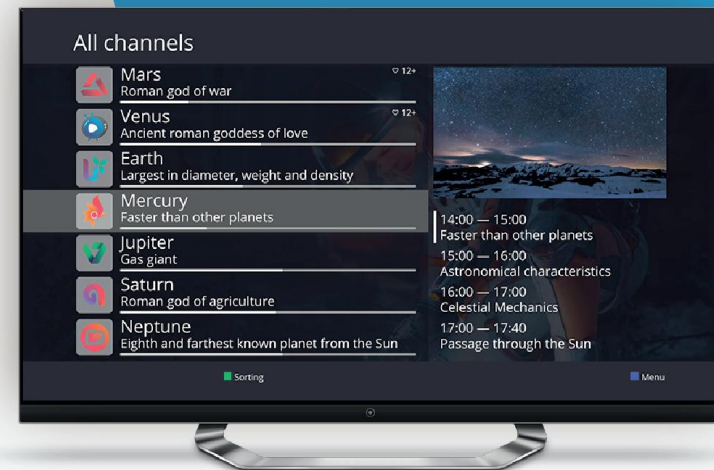 All channels
Mars
♡ 12+
Roman god of war
Venus
♡ 12+
Ancient roman goddess of love
Earth
Largest in diameter, weight and density
Mercury
Faster than other planets
Jupiter
Gas giant
Saturn
Roman god of agriculture
Neptune
Eighth and farthest known planet from the Sun
14:00 — 15:00
Faster than other planets
15:00 — 16:00
Astronomical characteristics
16:00 — 17:00
Celestial Mechanics
17:00 — 17:40
Passage through the Sun
Sorting
Menu